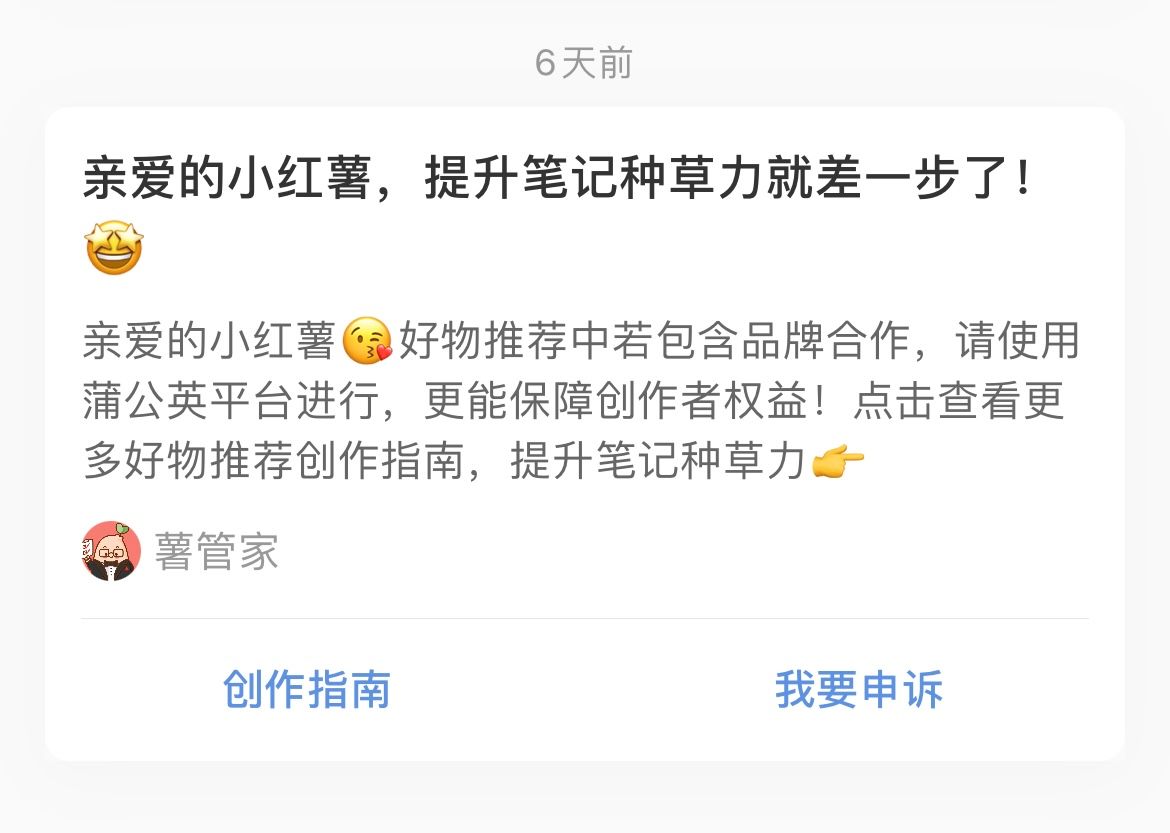 6天前
亲爱的小红薯，提升笔记种草力就差一步了！
🤩
亲爱的小红薯😘好物推荐中若包含品牌合作，请使用
蒲公英平台进行，更能保障创作者权益！点击查看更
多好物推荐创作指南，提升笔记种草力👉
薯管家
创作指南
我要申诉